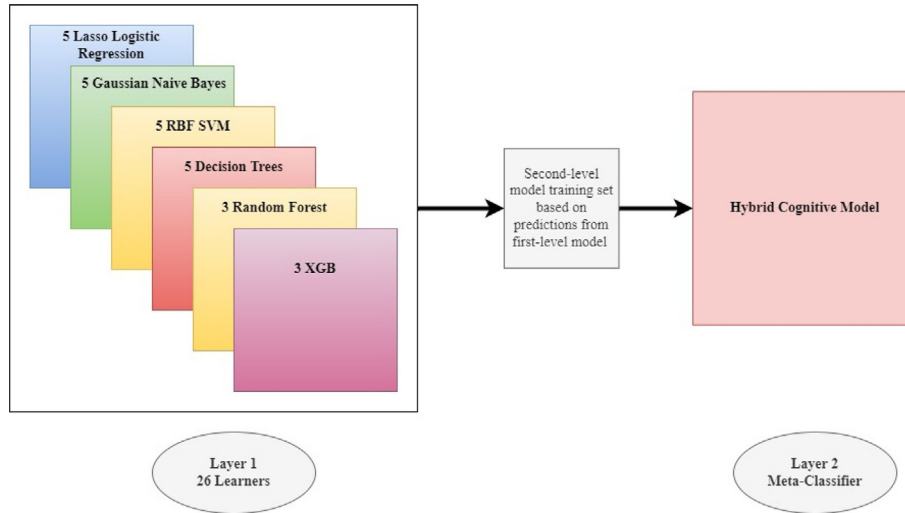 5 Lasso Logistic
Regression
5 Gaussian Naive Bayes
5 RBF SVM
5 Decision Trees
3 Random Forest
3 XGB
Second-level
model training set
based on
predictions from
first-level model
Hybrid Cognitive Model
Layer 1
26 Learners
Layer 2
Meta-Classifier